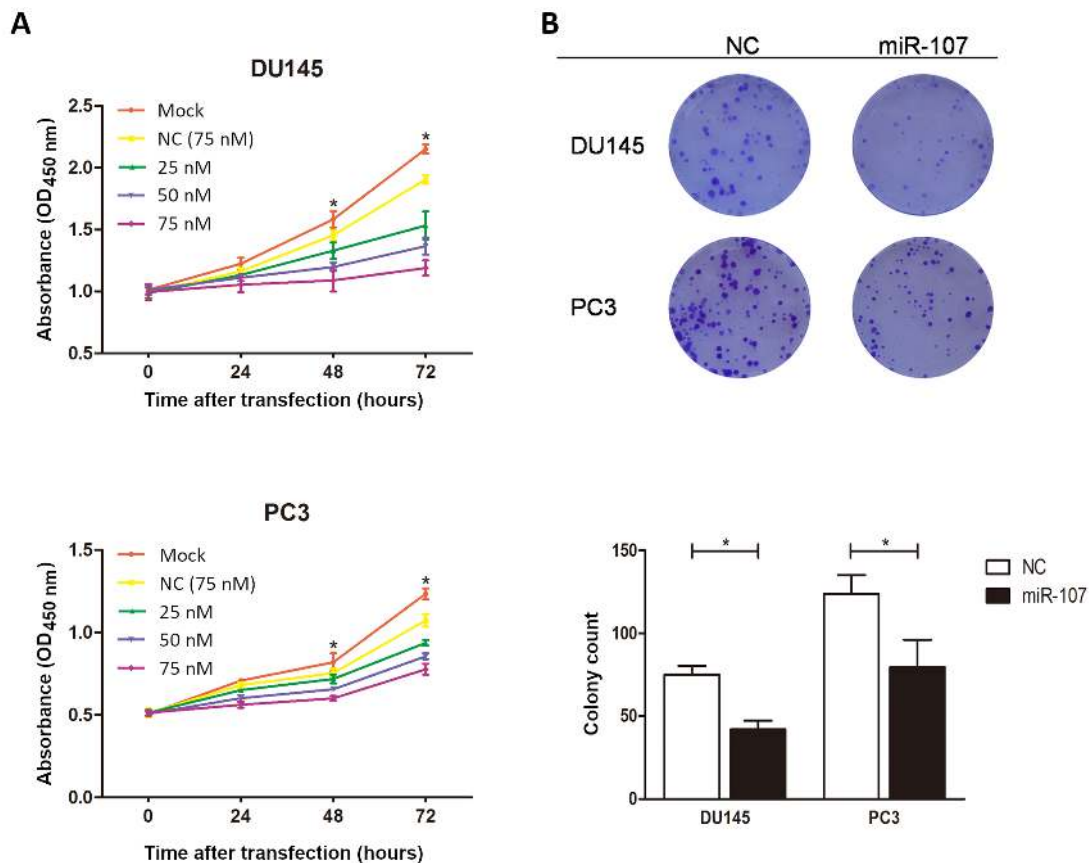 A
DU145
Mock
NC (75 nM)
25 nM
50 nM
75 nM
Absorbance (OD450 nm)
2.5
2.0
1.5
1.0
0.5
*
*
0 24 48 72
Time after transfection (hours)
PC3
Mock
NC (75 nM)
25 nM
50 nM
75 nM
Absorbance (OD450 nm)
1.5
1.0
0.5
0.0
*
*
0 24 48 72
Time after transfection (hours)
B
NC miR-107
DU145
PC3
Colony count
150
100
50
0
*
*
NC
miR-107
DU145 PC3